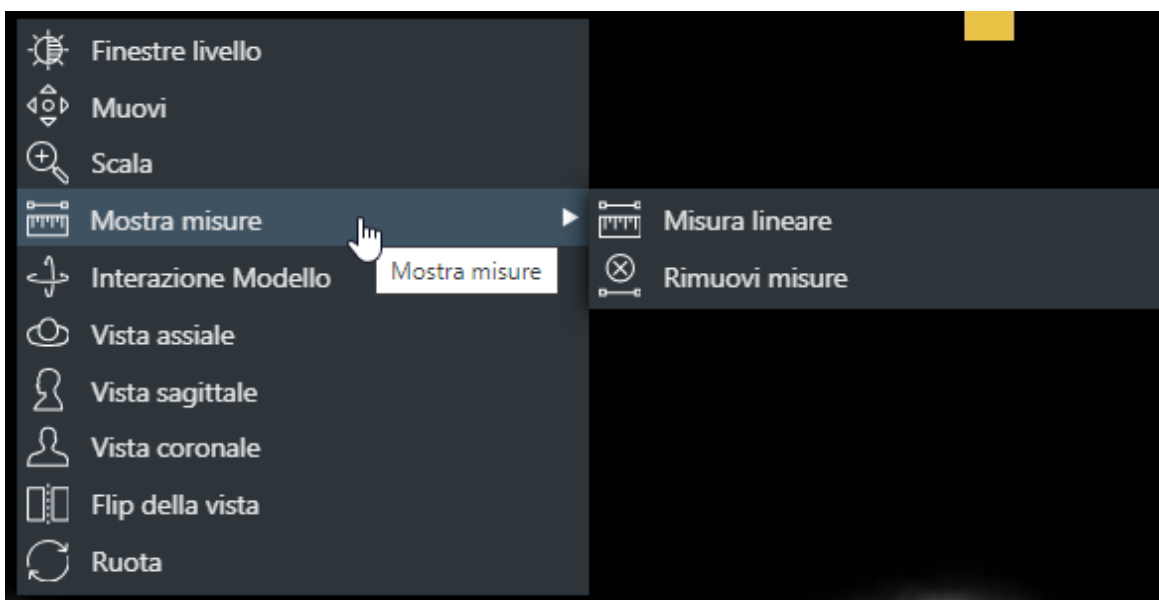 Finestre livello
Muovi
Scala
Mostra misure
Misura lineare
Mostra misure
Interazione Modello
Rimuovi misure
Vista assiale
Vista sagittale
Vista coronale
Flip della vista
Ruota